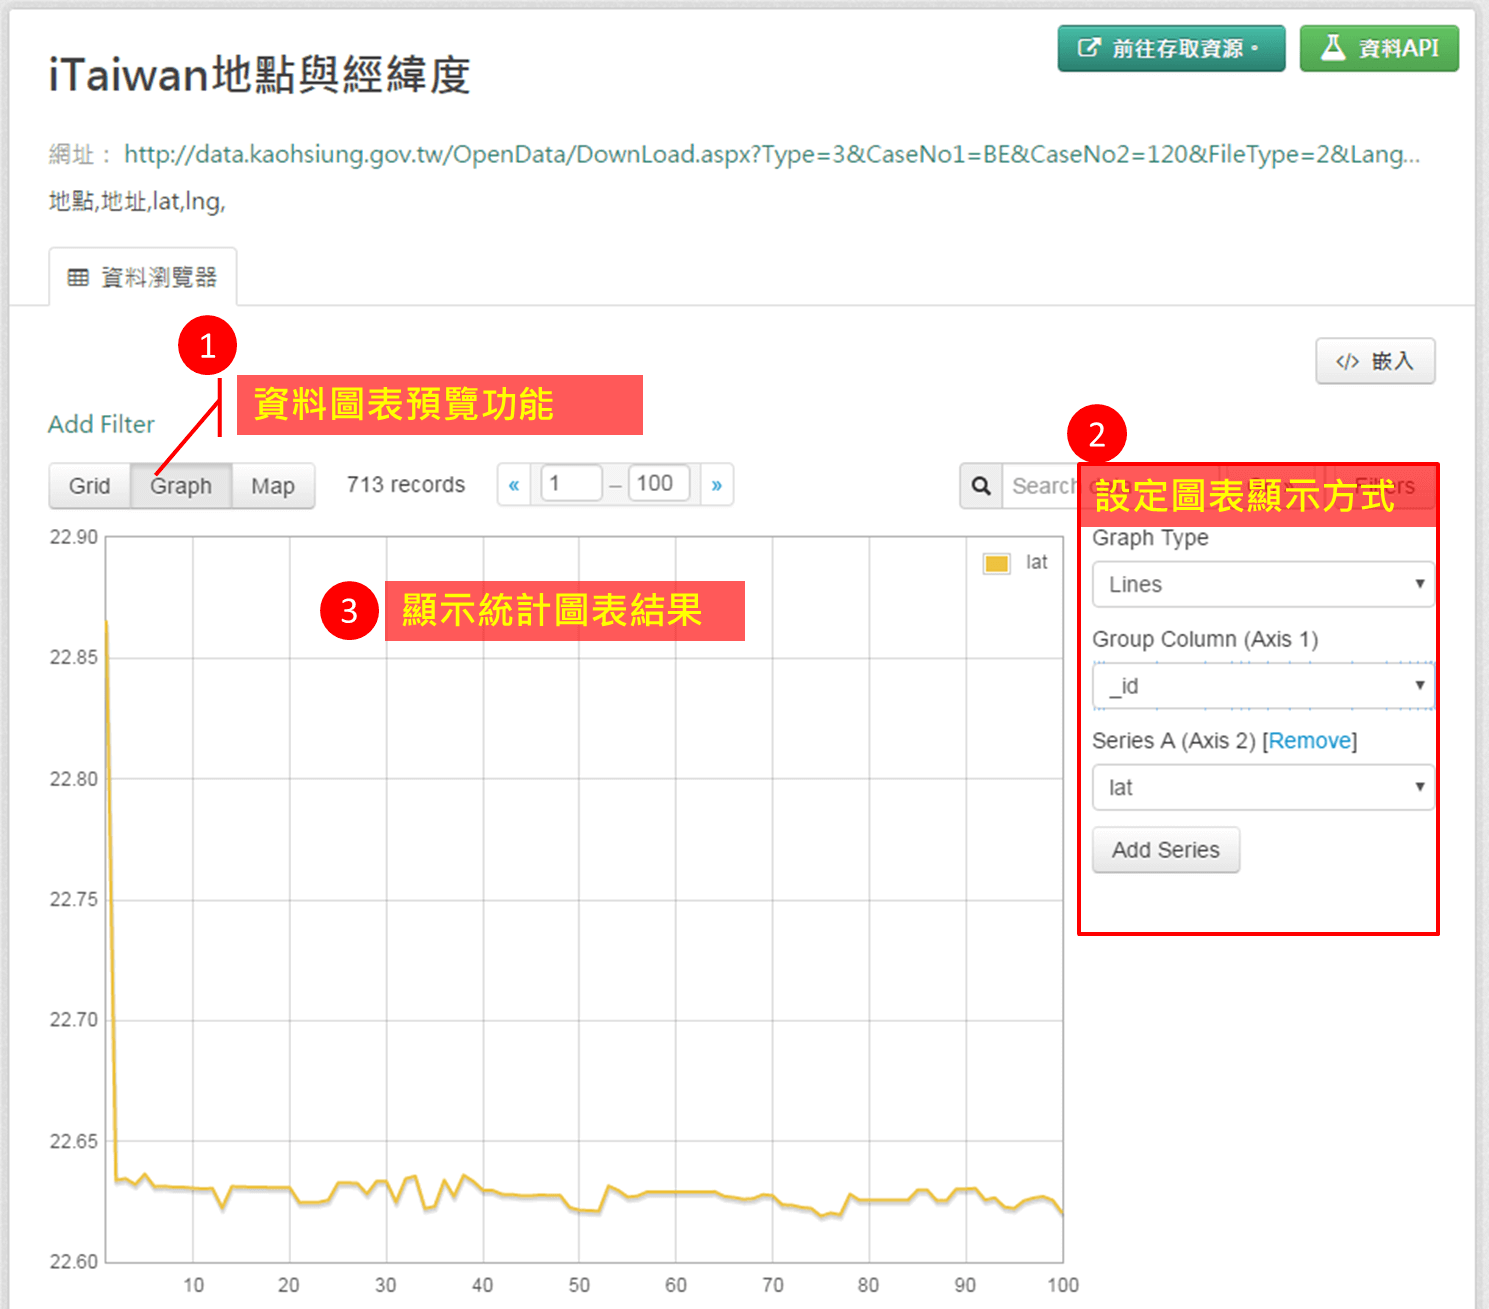 iTaiwan地點與經緯度
前往存取資源。
資料API
網址： http://data.kaohsiung.gov.tw/OpenData/DownLoad.aspx?Type=3&CaseNo1=BE&CaseNo2=120&FileType=2&Lang...
地點,地址,lat,lng,
資料瀏覽器
</> 嵌入
1
資料圖表預覽功能
Add Filter
2
Grid Graph Map 713 records « 1 – 100 »
Search Filters
設定圖表顯示方式
Graph Type
Lines
Group Column (Axis 1)
_id
Series A (Axis 2) [Remove]
lat
Add Series
lat
3 顯示統計圖表結果
22.90
22.85
22.80
22.75
22.70
22.65
22.60
10 20 30 40 50 60 70 80 90 100